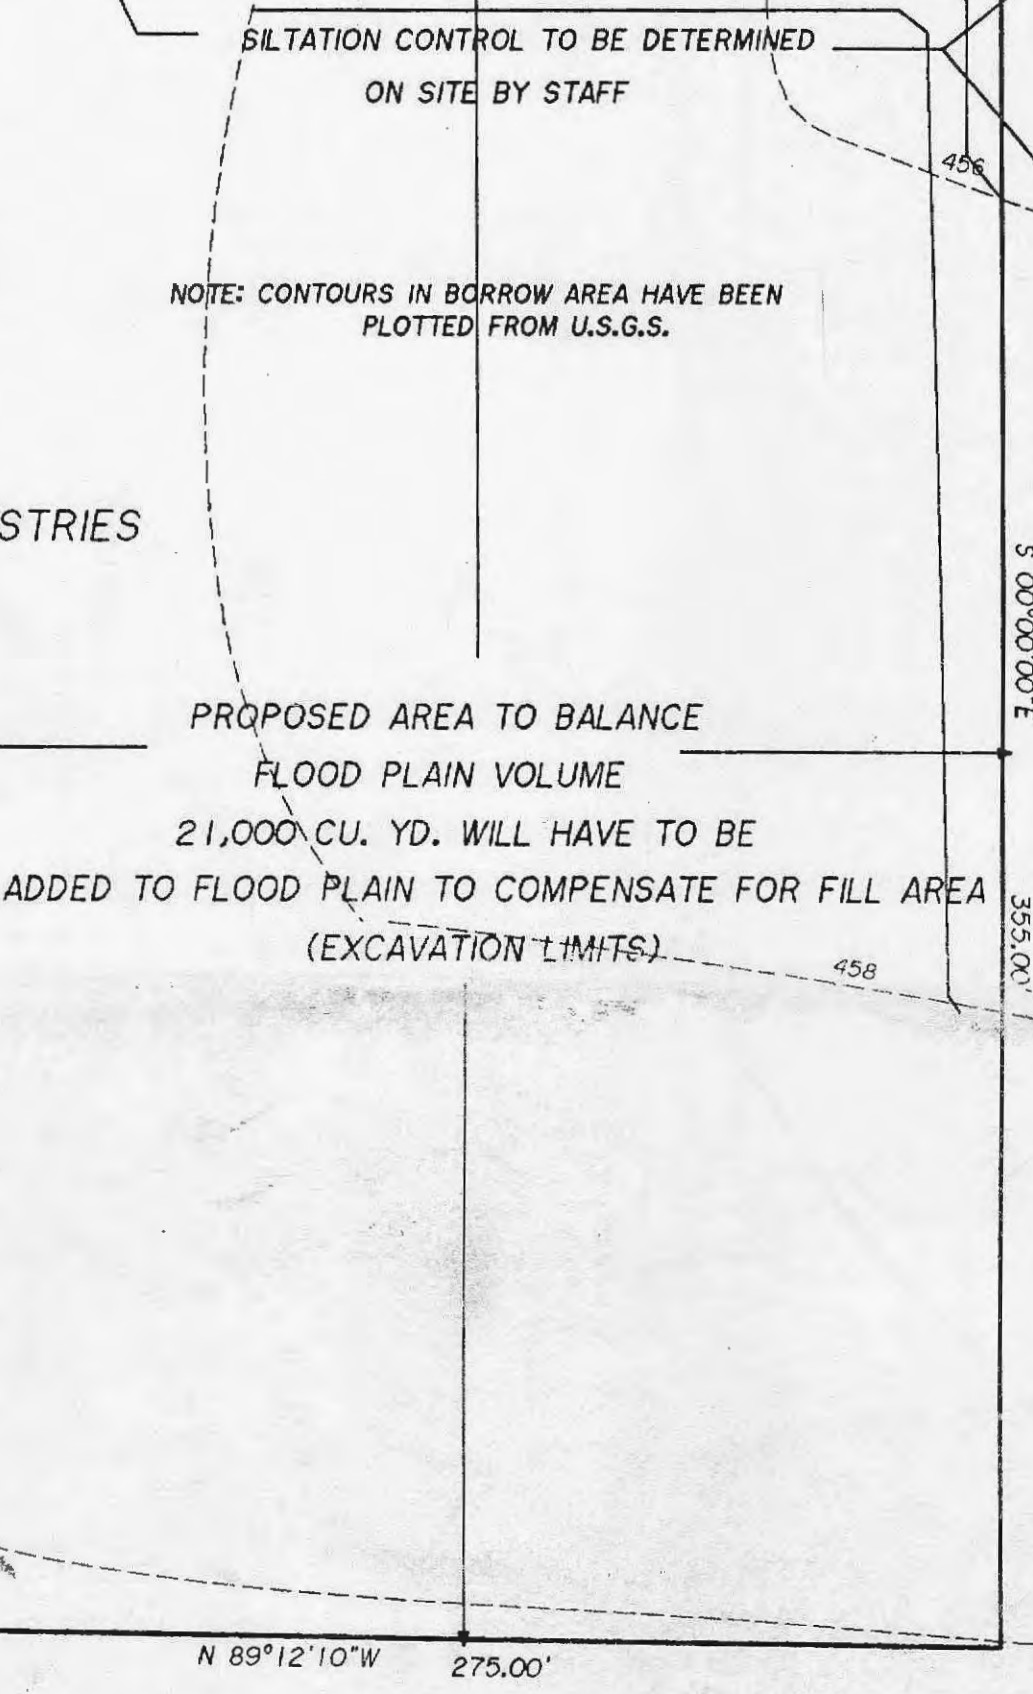 SILTATION CONTROL TO BE DETERMINED
ON SITE BY STAFF
456
NOTE: CONTOURS IN BORROW AREA HAVE BEEN
PLOTTED FROM U.S.G.S.
STRIES
S 00°00'00"E
PROPOSED AREA TO BALANCE
FLOOD PLAIN VOLUME
21,000 CU. YD. WILL HAVE TO BE
ADDED TO FLOOD PLAIN TO COMPENSATE FOR FILL AREA
(EXCAVATION LIMITS)
355.00'
458
N 89°12'10"W
275.00'